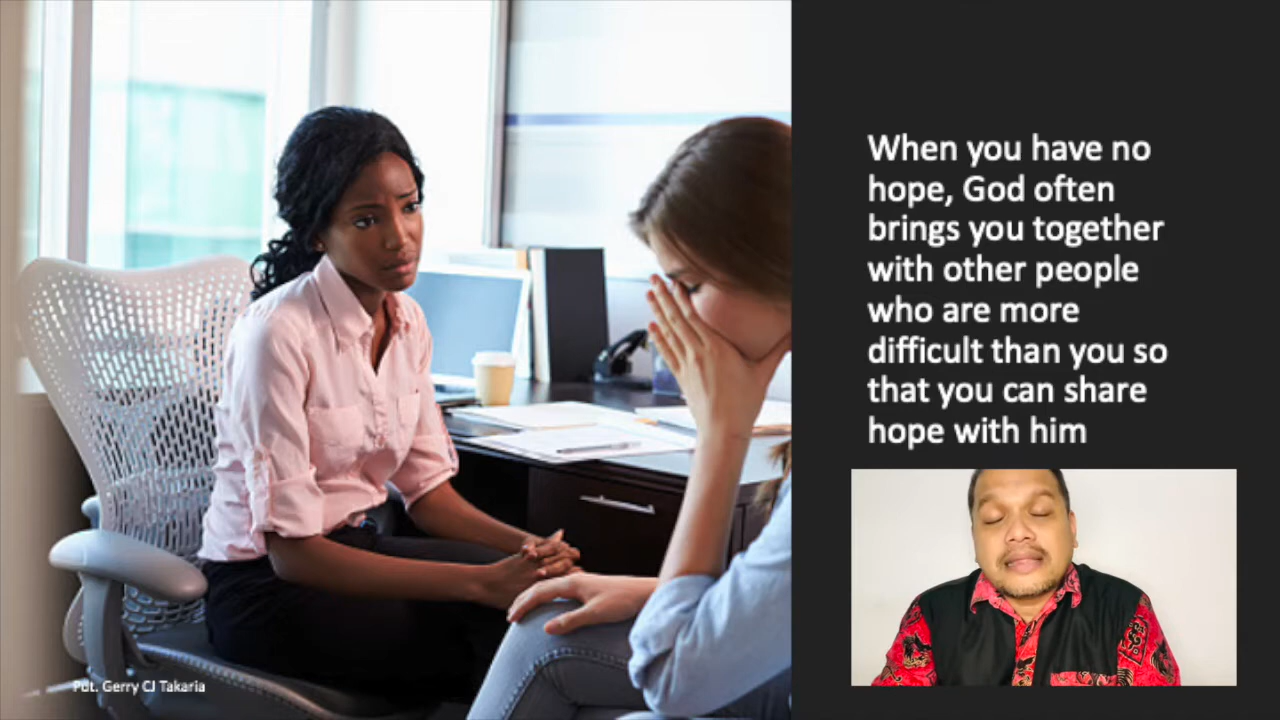 When you have no
hope, God often
brings you together
with other people
who are more
difficult than you so
that you can share
hope with him
Pdt. Gerry CJ Takaria